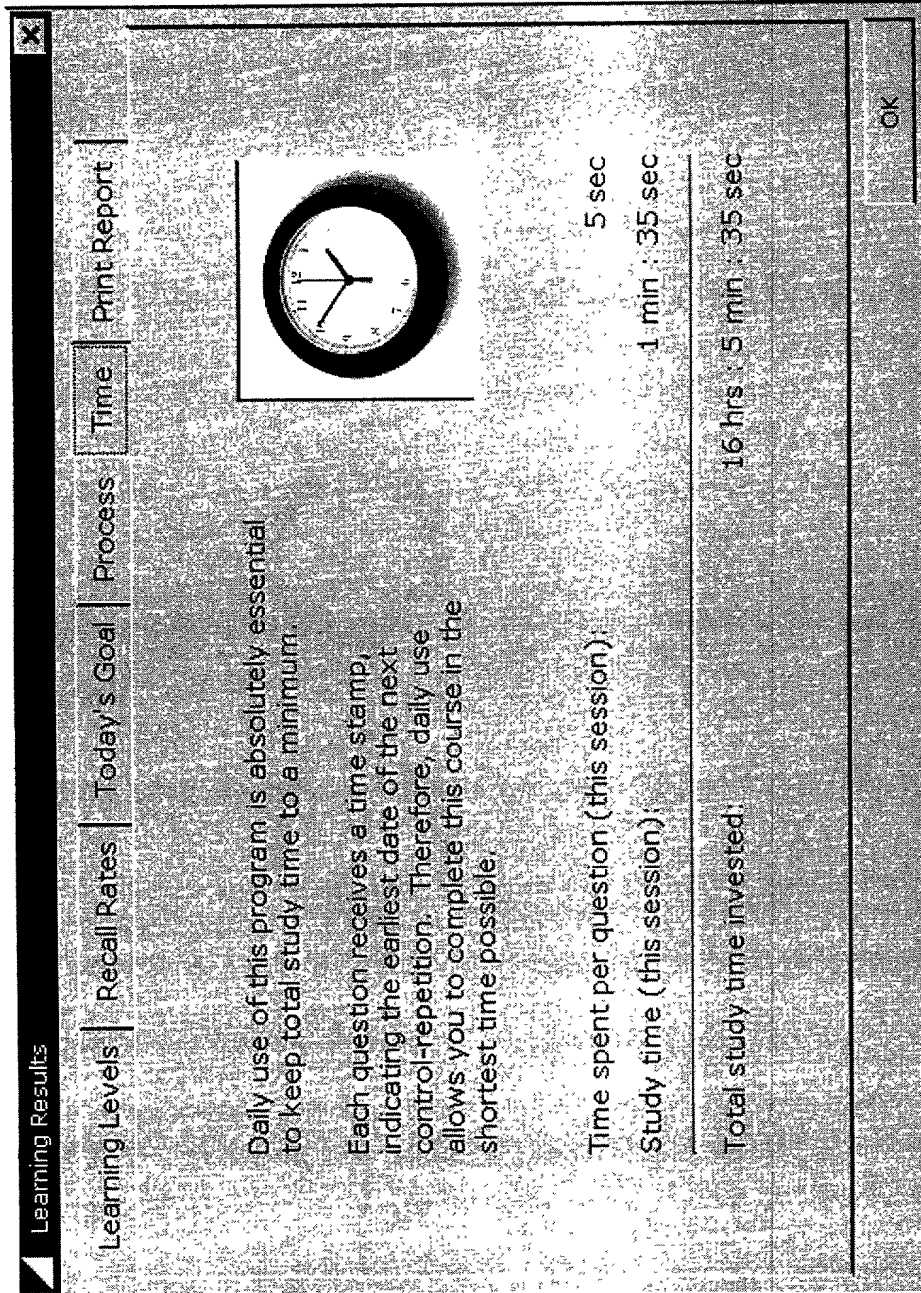 Learning Results
Learning Levels Recall Rates Today's Goal Process Time Print Report
Daily use of this program is absolutely essential
to keep total study time to a minimum.
Each question receives a time stamp,
indicating the earliest date of the next
control-repetition. Therefore, daily use
allows you to complete this course in the
shortest time possible.
Time spent per question (this session): 5 sec
Study time (this session): 1 min : 35 sec
Total study time invested: 16 hrs : 5 min : 35 sec
OK